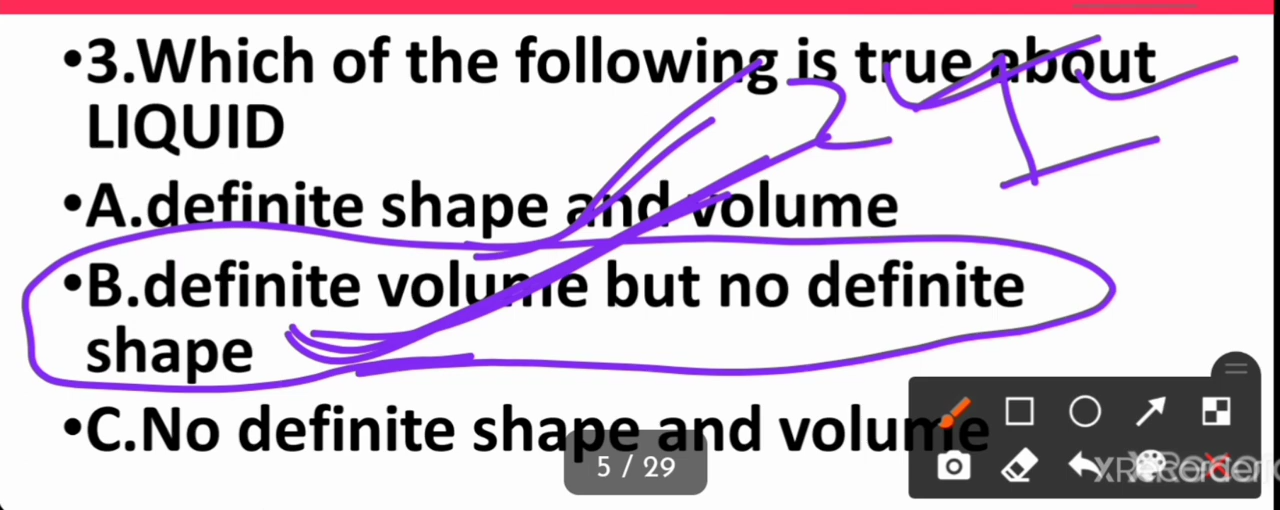 •3.Which of the following is true about
LIQUID
•A.definite shape and volume
•B.definite volume but no definite
shape
•C.No definite shape and volume
5 / 29
XRecorder